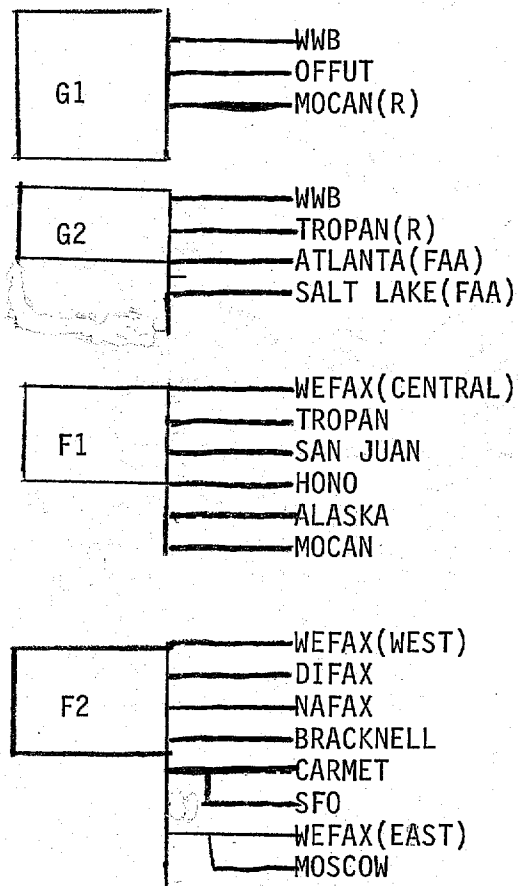 WWB
OFFUT
G1
MOCAN(R)
WWB
TROPAN(R)
G2
ATLANTA(FAA)
SALT LAKE(FAA)
WEFAX(CENTRAL)
TROPAN
F1
SAN JUAN
HONO
ALASKA
MOCAN
WEFAX(WEST)
DIFAX
F2
NAFAX
BRACKNELL
CARMET
SFO
WEFAX(EAST)
MOSCOW